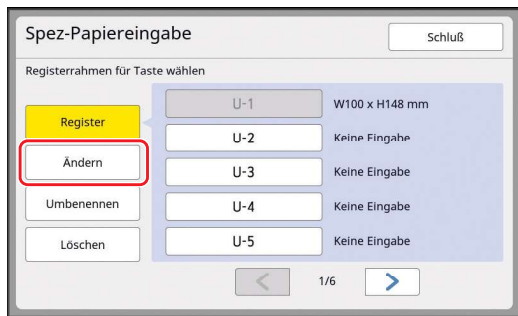 Spez-Papiereingabe
Schluß
Registerrahmen für Taste wählen
Register
Ändern
Umbenennen
Löschen
U-1 W100 x H148 mm
U-2 Keine Eingabe
U-3 Keine Eingabe
U-4 Keine Eingabe
U-5 Keine Eingabe
1/6